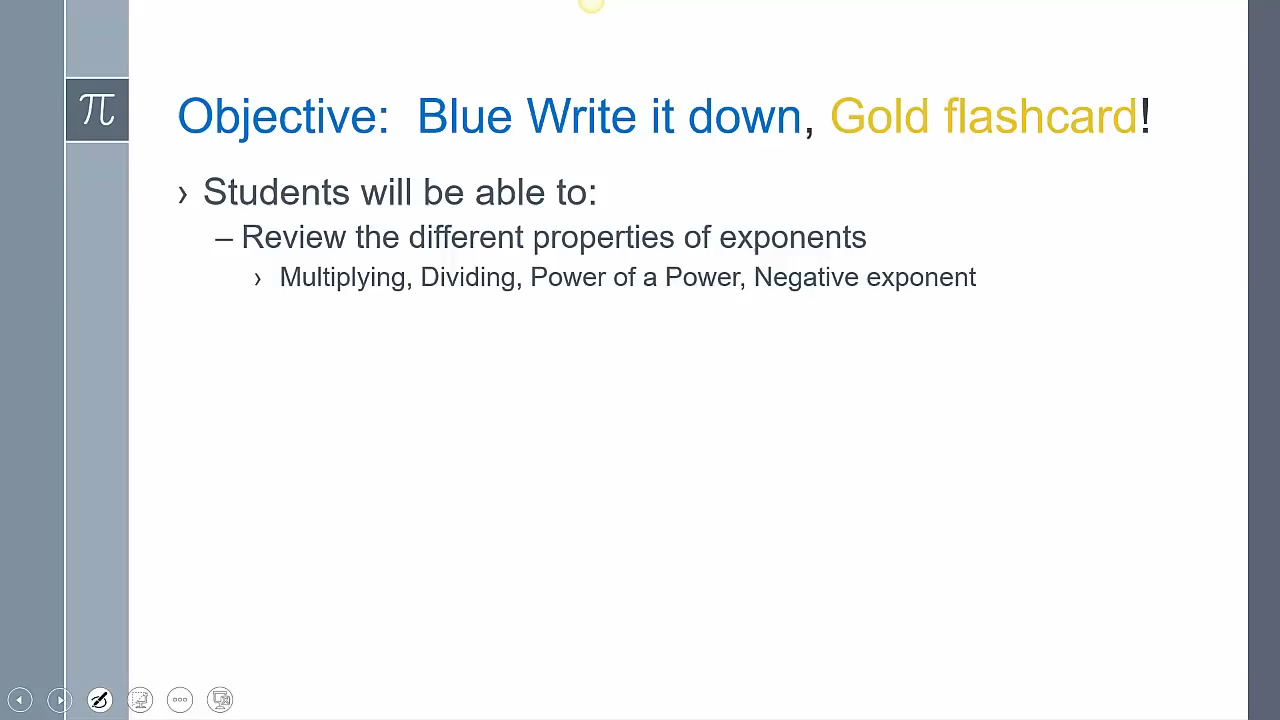 π
Objective:  Blue Write it down, Gold flashcard!
› Students will be able to:
– Review the different properties of exponents
› Multiplying, Dividing, Power of a Power, Negative exponent